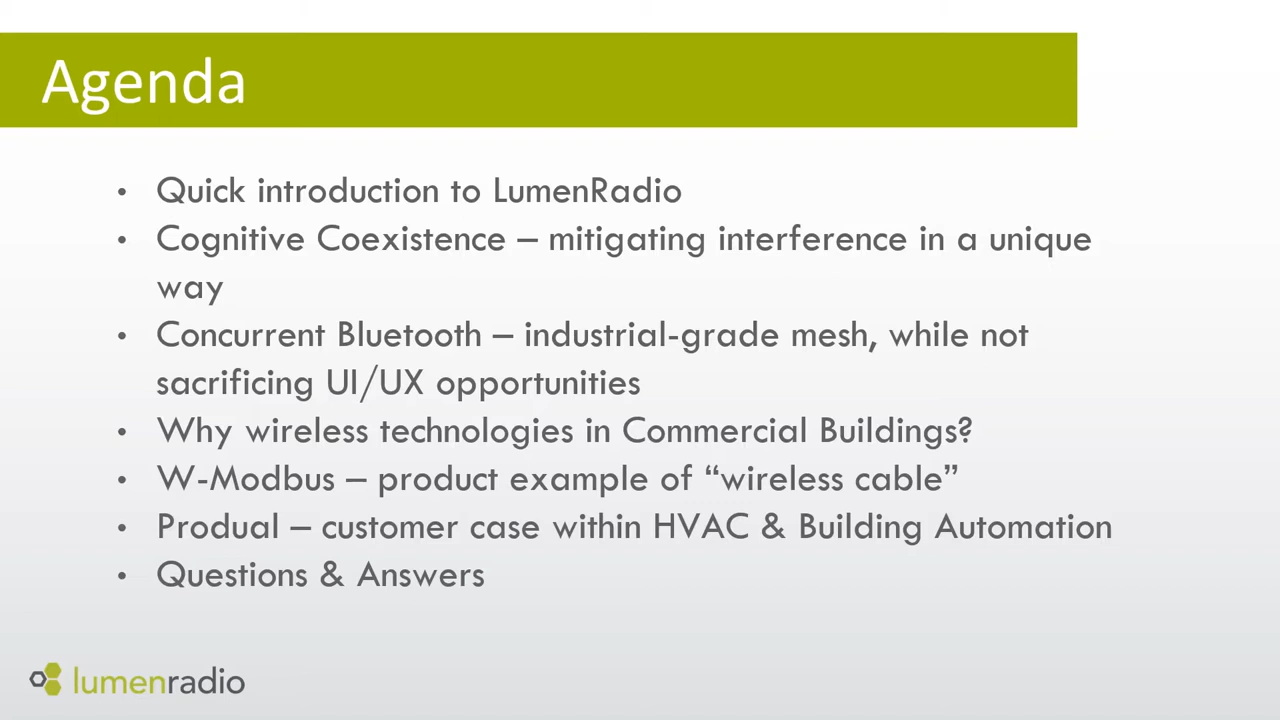 Agenda
• Quick introduction to LumenRadio
• Cognitive Coexistence – mitigating interference in a unique
way
• Concurrent Bluetooth – industrial-grade mesh, while not
sacrificing UI/UX opportunities
• Why wireless technologies in Commercial Buildings?
• W-Modbus – product example of “wireless cable”
• Produal – customer case within HVAC & Building Automation
• Questions & Answers
lumenradio